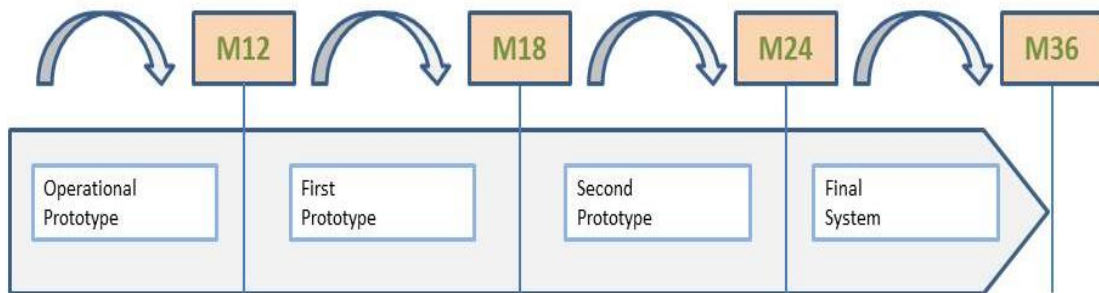 M12
M18
M24
M36
Operational
Prototype
First
Prototype
Second
Prototype
Final
System